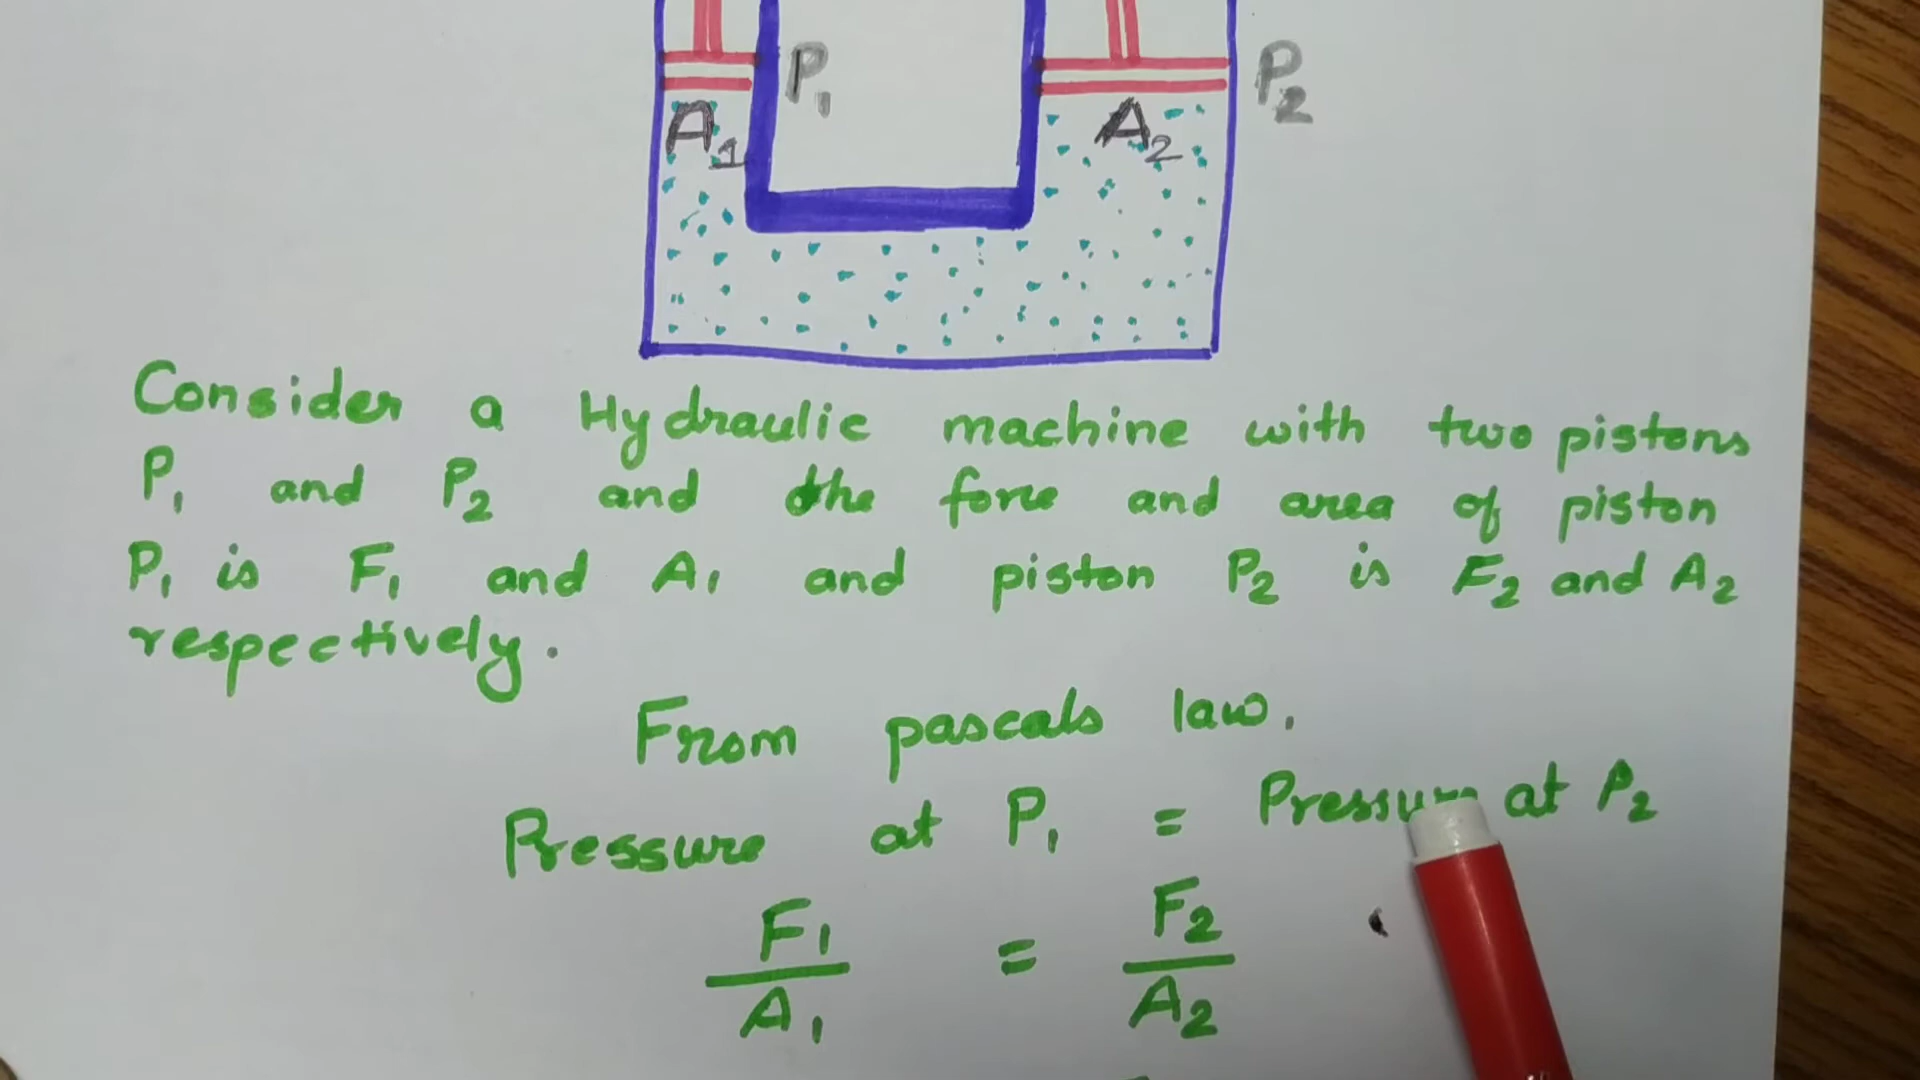 P₁ P₂
A₁ A₂
Consider a Hydraulic machine with two pistons
P₁ and P₂ and the force and area of piston
P₁ is F₁ and A₁ and piston P₂ is F₂ and A₂
respectively.
From pascals law,
Pressure at P₁ = Pressure at P₂
F₁ = F₂
A₁ A₂